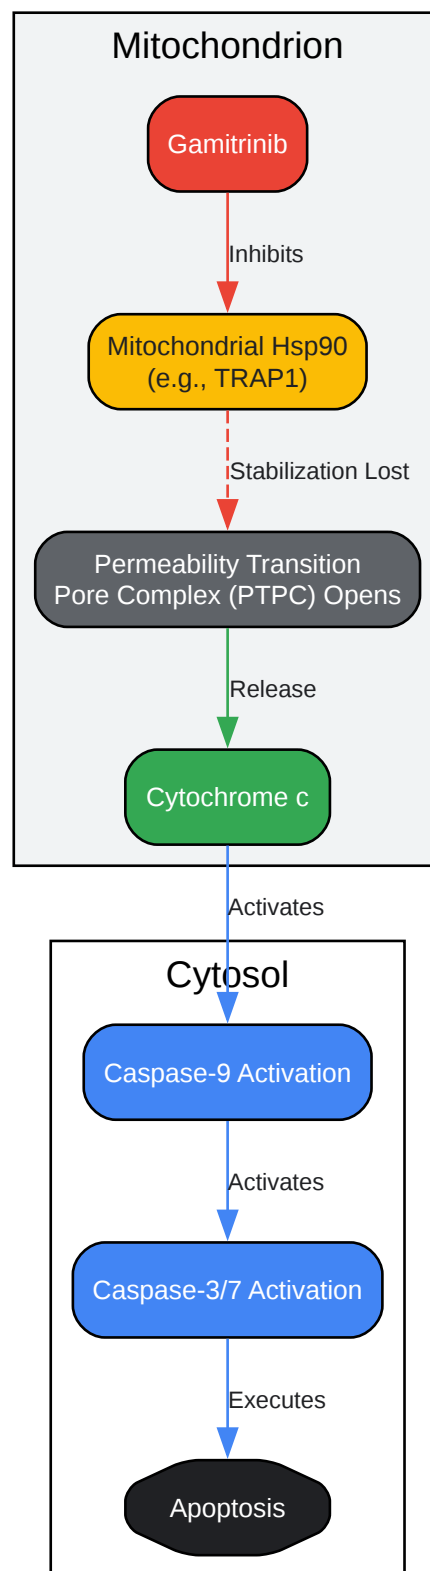 Mitochondrion
Gamitrinib
Inhibits
Mitochondrial Hsp90
(e.g., TRAP1)
Stabilization Lost
Permeability Transition
Pore Complex (PTPC) Opens
Release
Cytochrome c
Activates
Cytosol
Caspase-9 Activation
Activates
Caspase-3/7 Activation
Executes
Apoptosis